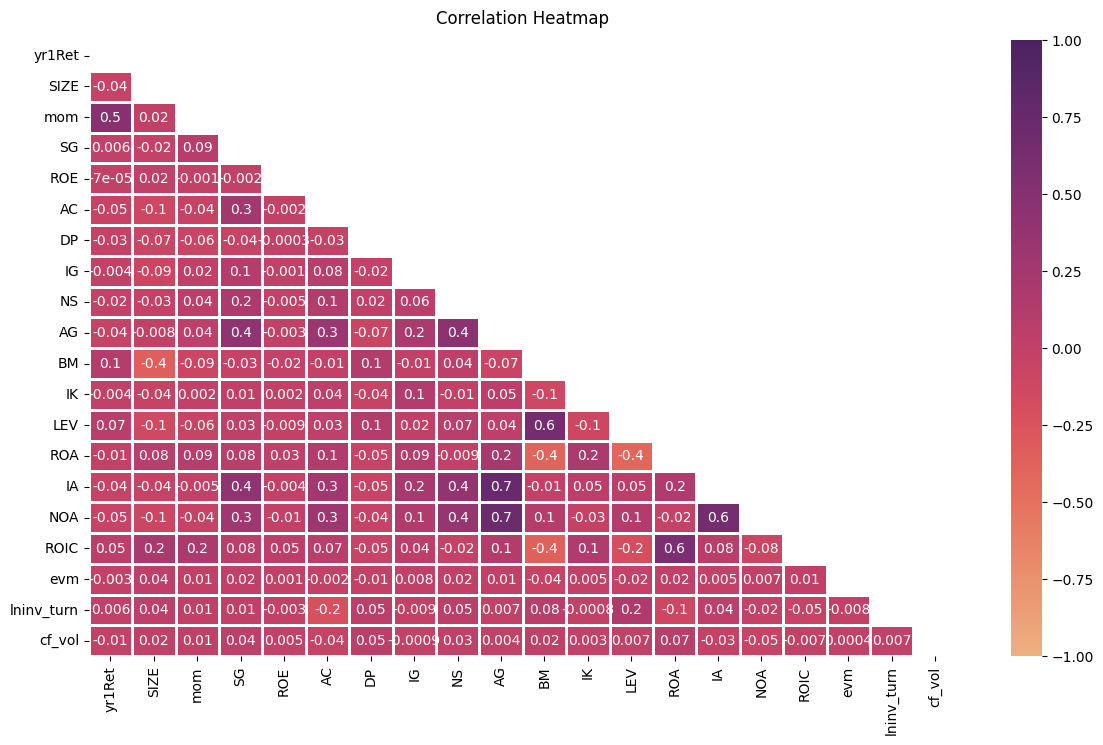 Correlation Heatmap
yr1Ret
SIZE -0.04
mom 0.5 0.02
SG 0.006 -0.02 0.09
ROE -7e-05 0.02 -0.001 -0.002
AC -0.05 -0.1 -0.04 0.3 -0.002
DP -0.03 -0.07 -0.06 -0.04 -0.0003 -0.03
IG -0.004 -0.09 0.02 0.1 -0.001 0.08 -0.02
NS -0.02 -0.03 0.04 0.2 -0.005 0.1 0.02 0.06
AG -0.04 -0.008 0.04 0.4 -0.003 0.3 -0.07 0.2 0.4
BM 0.1 -0.4 -0.09 -0.03 -0.02 -0.01 0.1 -0.01 0.04 -0.07
IK -0.004 -0.04 0.002 0.01 0.002 0.04 -0.04 0.1 -0.01 0.05 -0.1
LEV 0.07 -0.1 -0.06 0.03 -0.009 0.03 0.1 0.02 0.07 0.04 0.6 -0.1
ROA -0.01 0.08 0.09 0.08 0.03 0.1 -0.05 0.09 -0.009 0.2 -0.4 0.2 -0.4
IA -0.04 -0.04 -0.005 0.4 -0.004 0.3 -0.05 0.2 0.4 0.7 -0.01 0.05 0.05 0.2
NOA -0.05 -0.1 -0.04 0.3 -0.01 0.3 -0.04 0.1 0.4 0.7 0.1 -0.03 0.1 -0.02 0.6
ROIC 0.05 0.2 0.2 0.08 0.05 0.07 -0.05 0.04 -0.02 0.1 -0.4 0.1 -0.2 0.6 0.08 -0.08
evm -0.003 0.04 0.01 0.02 0.001 -0.002 -0.01 0.008 0.02 0.01 -0.04 0.005 -0.02 0.02 0.005 0.007 0.01
lninv_turn 0.006 0.04 0.01 0.01 -0.003 -0.2 0.05 -0.009 0.05 0.007 0.08 -0.0008 0.2 -0.1 0.04 -0.02 -0.05 -0.008
cf_vol -0.01 0.02 0.01 0.04 0.005 -0.04 0.05 -0.0009 0.03 0.004 0.02 0.003 0.007 0.07 -0.03 -0.05 -0.007 0.0004 0.007
yr1Ret SIZE mom SG ROE AC DP IG NS AG BM IK LEV ROA IA NOA ROIC evm lninv_turn cf_vol
1.00
0.75
0.50
0.25
0.00
−0.25
−0.50
−0.75
−1.00